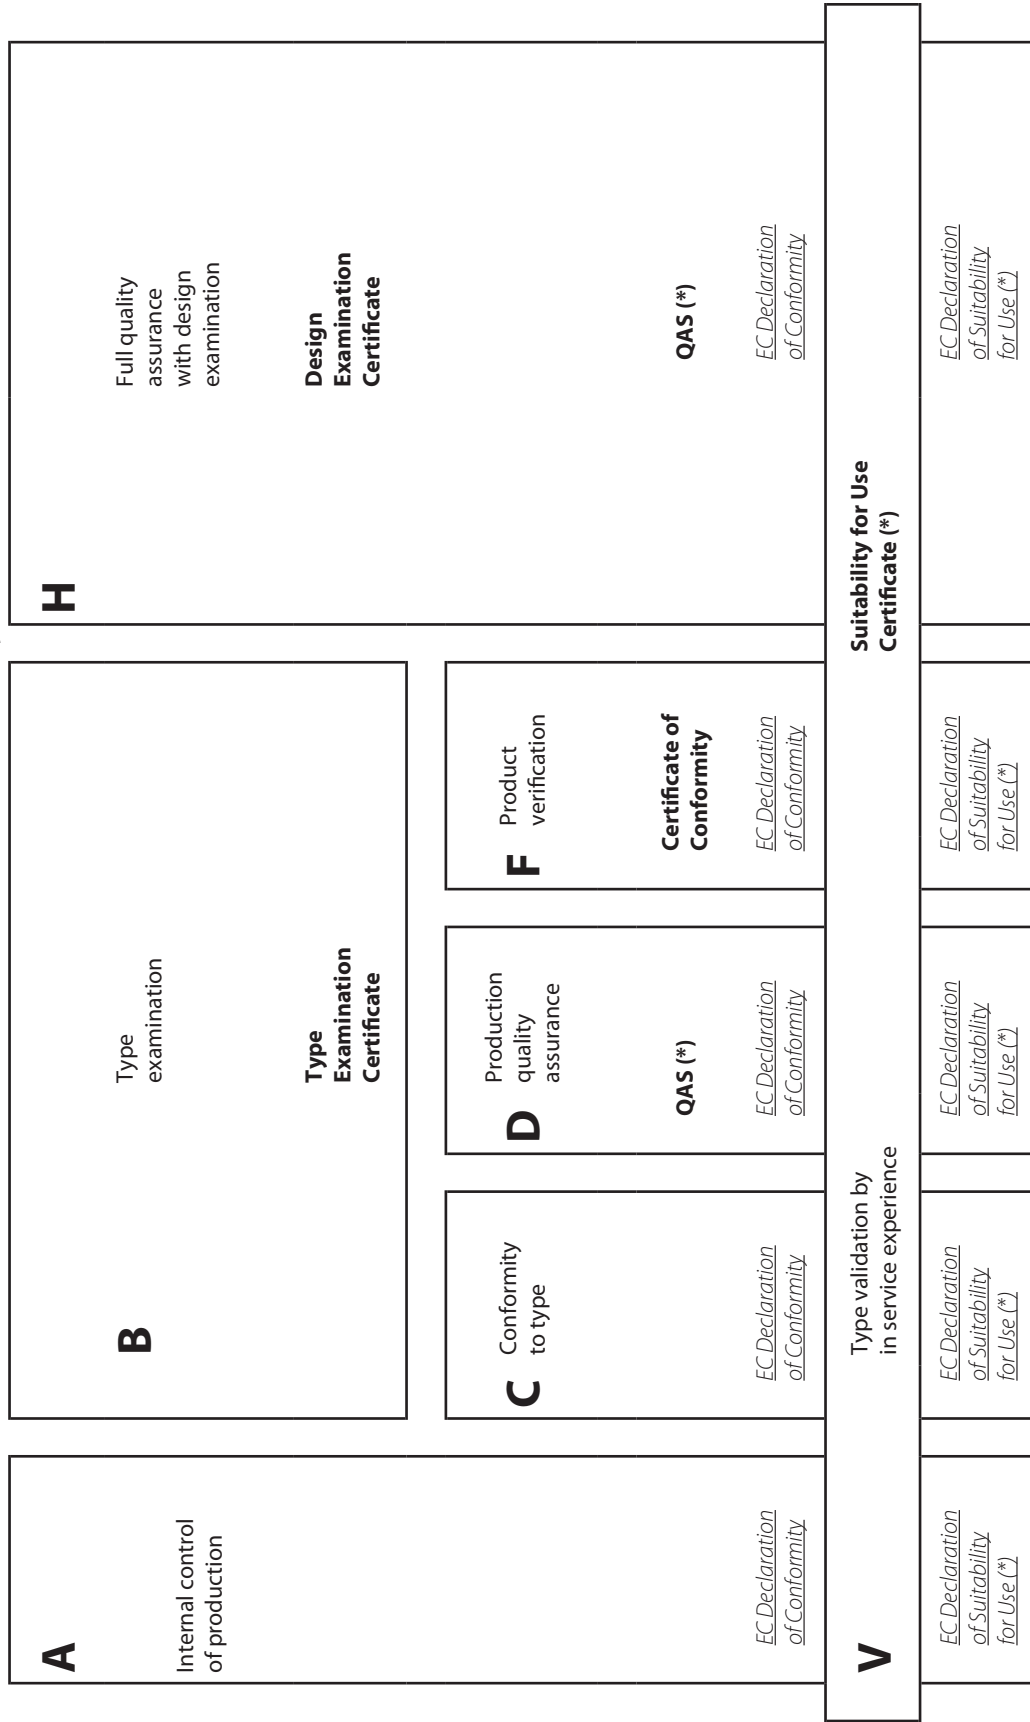 A
Internal control
of production
EC Declaration
of Conformity
B
Type
examination
Type
Examination
Certificate
C
Conformity
to type
EC Declaration
of Conformity
D
Production
quality
assurance
QAS (*)
EC Declaration
of Conformity
F
Product
verification
Certificate of
Conformity
EC Declaration
of Conformity
H
Full quality
assurance
with design
examination
Design
Examination
Certificate
QAS (*)
EC Declaration
of Conformity
V
Type validation by
in service experience
Suitability for Use
Certificate (*)
EC Declaration
of Suitability
for Use (*)
EC Declaration
of Suitability
for Use (*)
EC Declaration
of Suitability
for Use (*)
EC Declaration
of Suitability
for Use (*)
EC Declaration
of Suitability
for Use (*)